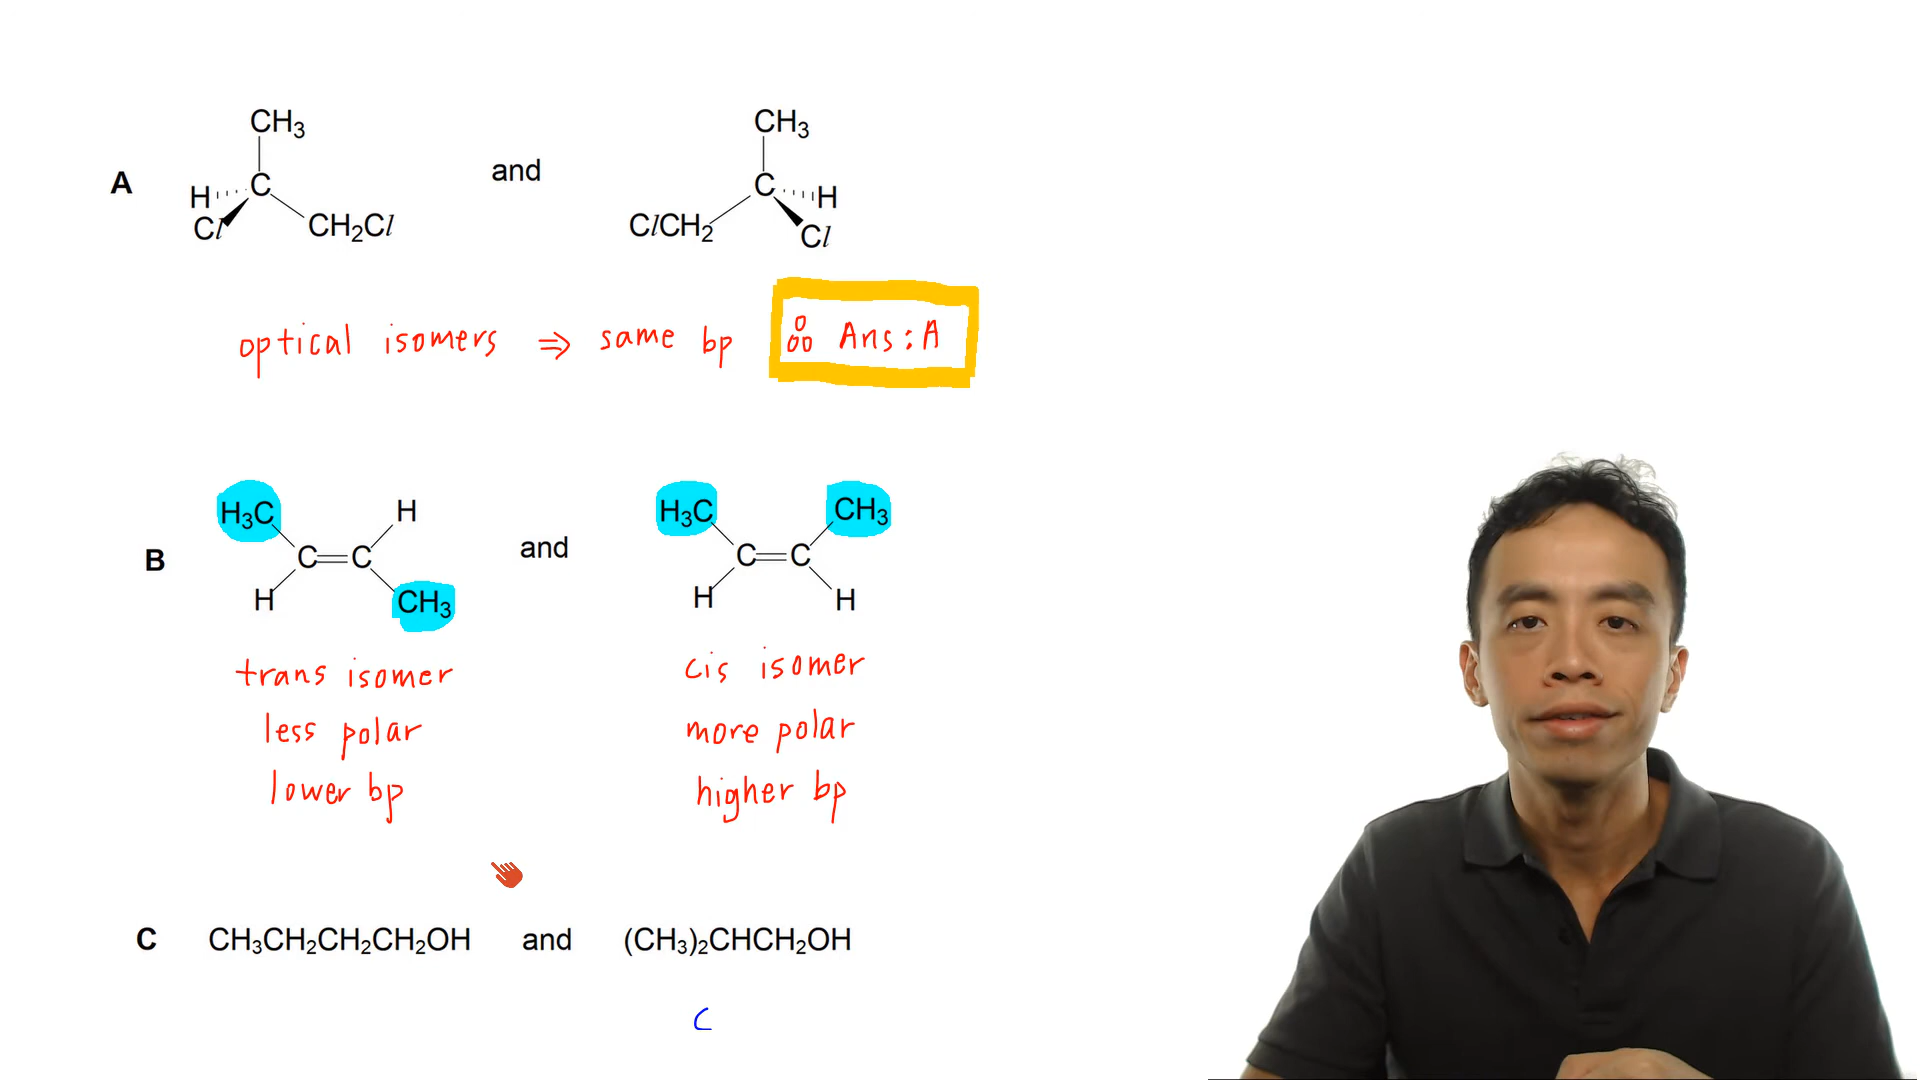 CH3
CH3
A
H
C
and
C
H
Cl
CH2Cl
ClCH2
Cl
optical isomers ⇒ same bp
Ans: A
H3C
H
H3C
CH3
B
C=C
and
C=C
H
CH3
H
H
trans isomer
cis isomer
less polar
more polar
lower bp
higher bp
C CH3CH2CH2CH2OH and (CH3)2CHCH2OH
C